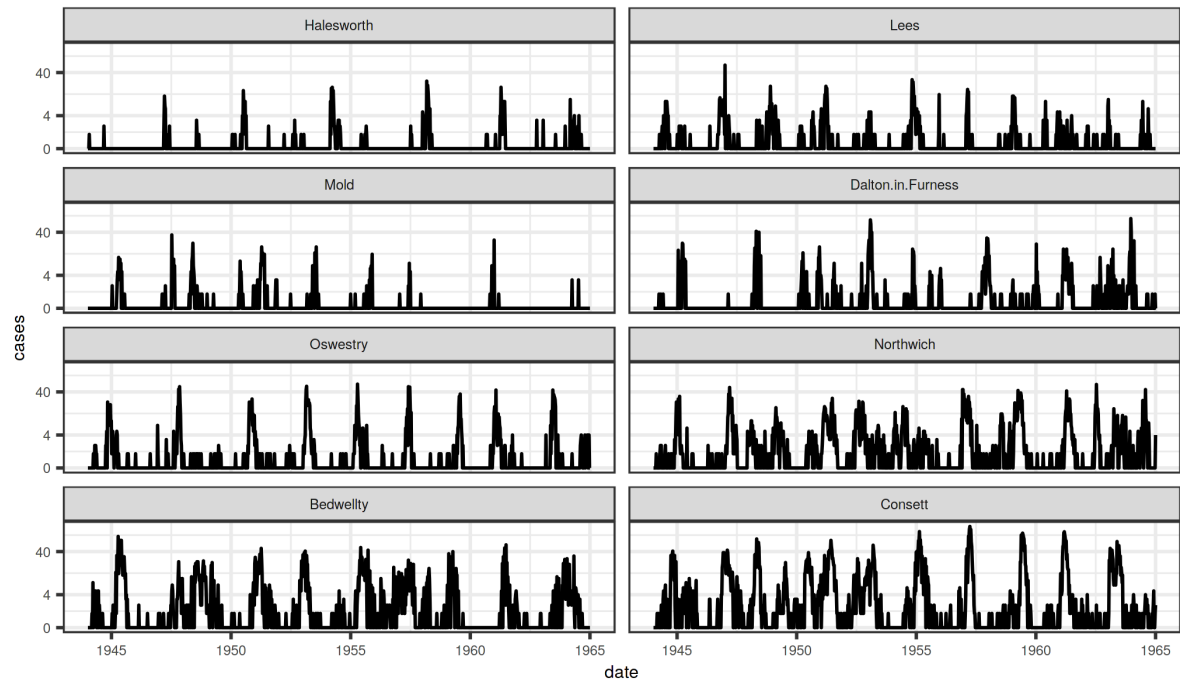 Halesworth
Lees
40
4
0
Mold
Dalton.in.Furness
40
4
0
cases
Oswestry
Northwich
40
4
0
Bedwellty
Consett
40
4
0
1945 1950 1955 1960 1965 1945 1950 1955 1960 1965
date